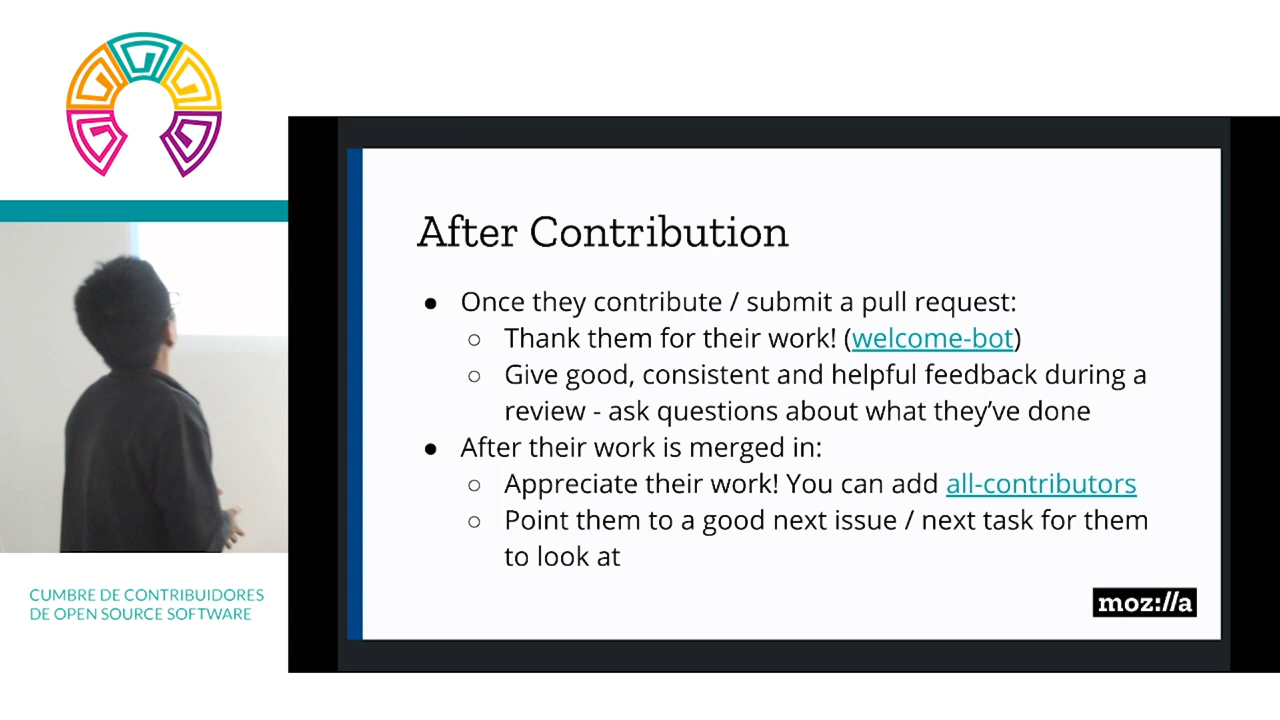 After Contribution
● Once they contribute / submit a pull request:
○ Thank them for their work! (welcome-bot)
○ Give good, consistent and helpful feedback during a
review - ask questions about what they’ve done
● After their work is merged in:
○ Appreciate their work! You can add all-contributors
○ Point them to a good next issue / next task for them
to look at
moz://a
CUMBRE DE CONTRIBUIDORES
DE OPEN SOURCE SOFTWARE